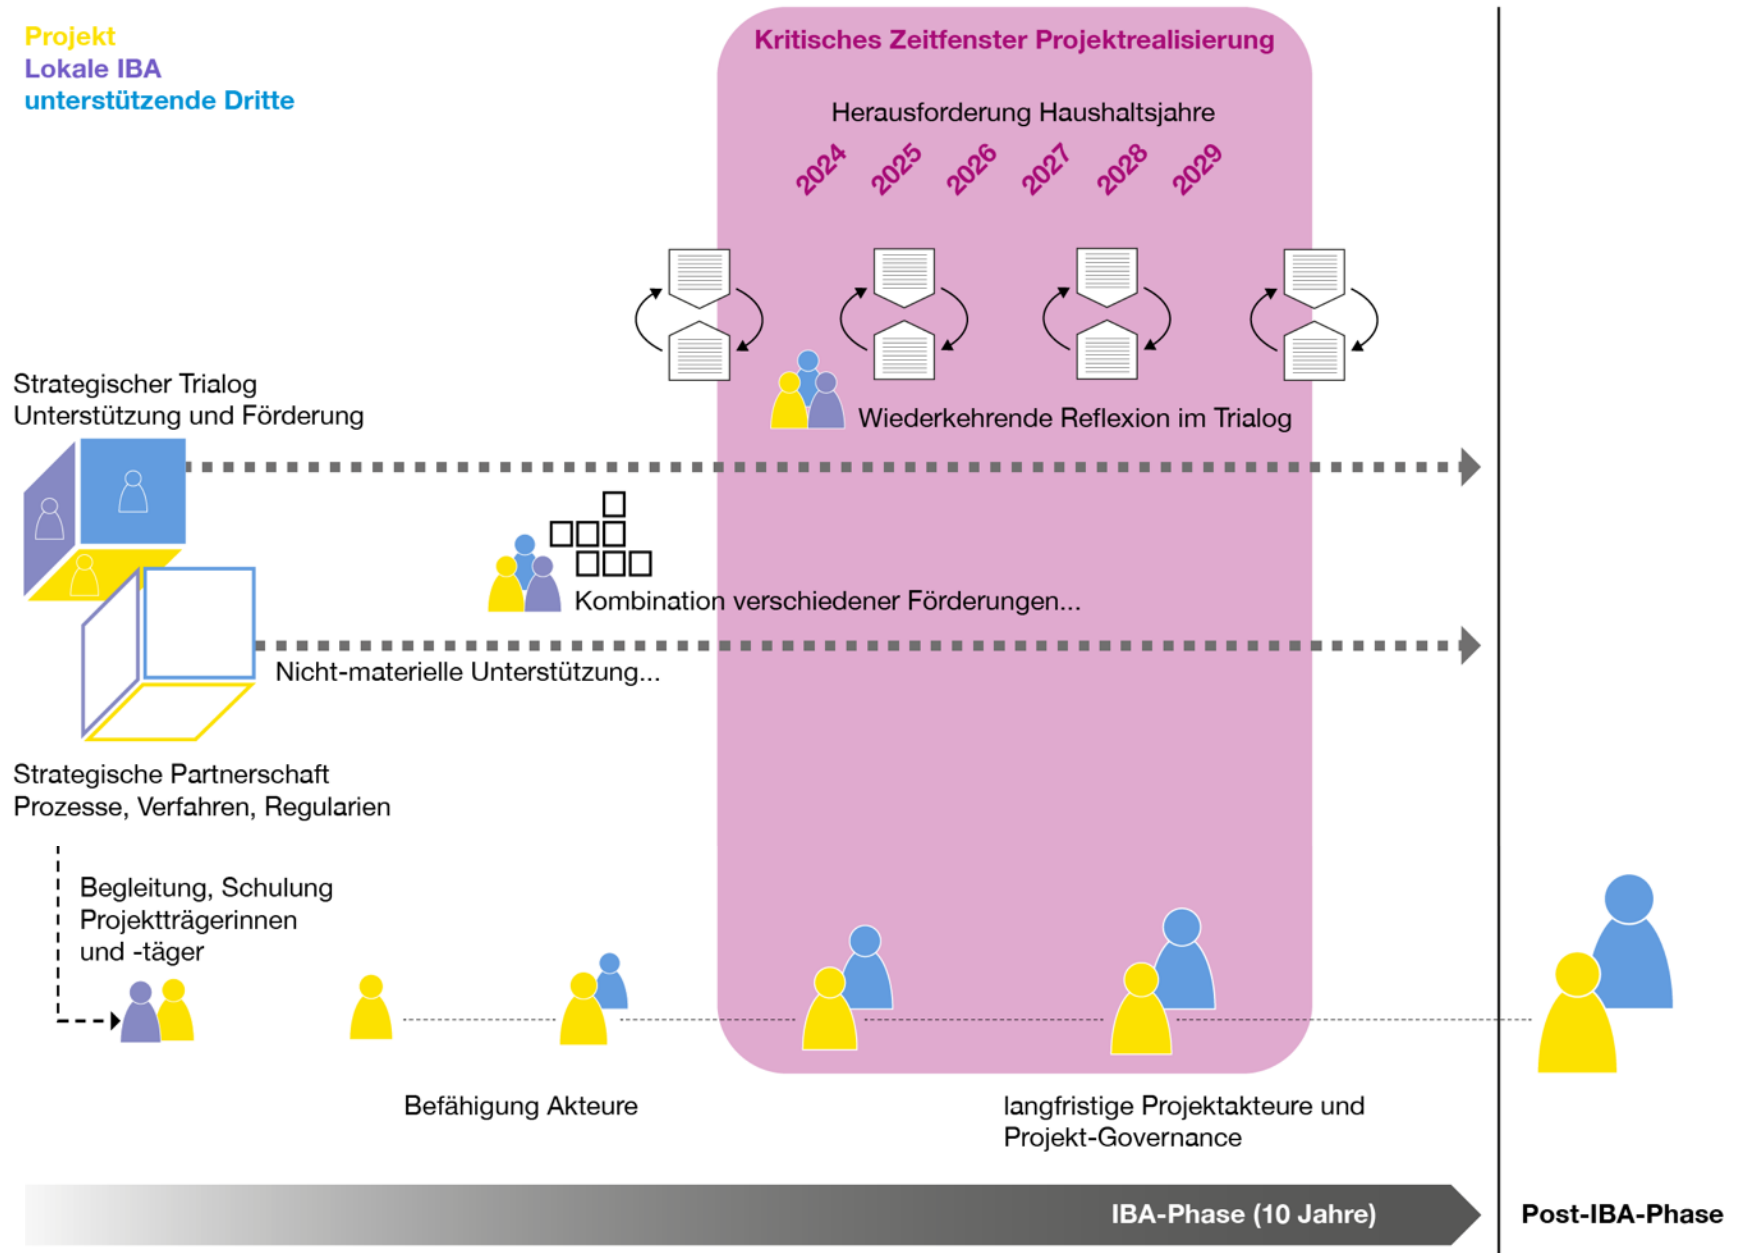 Projekt
Lokale IBA
unterstützende Dritte
Kritisches Zeitfenster Projektrealisierung
Herausforderung Haushaltsjahre
2024
2025
2026
2027
2028
2029
Strategischer Trialog
Unterstützung und Förderung
Wiederkehrende Reflexion im Trialog
Kombination verschiedener Förderungen...
Nicht-materielle Unterstützung...
Strategische Partnerschaft
Prozesse, Verfahren, Regularien
Begleitung, Schulung
Projektträgerinnen
und -täger
Befähigung Akteure
langfristige Projektakteure und
Projekt-Governance
IBA-Phase (10 Jahre)
Post-IBA-Phase